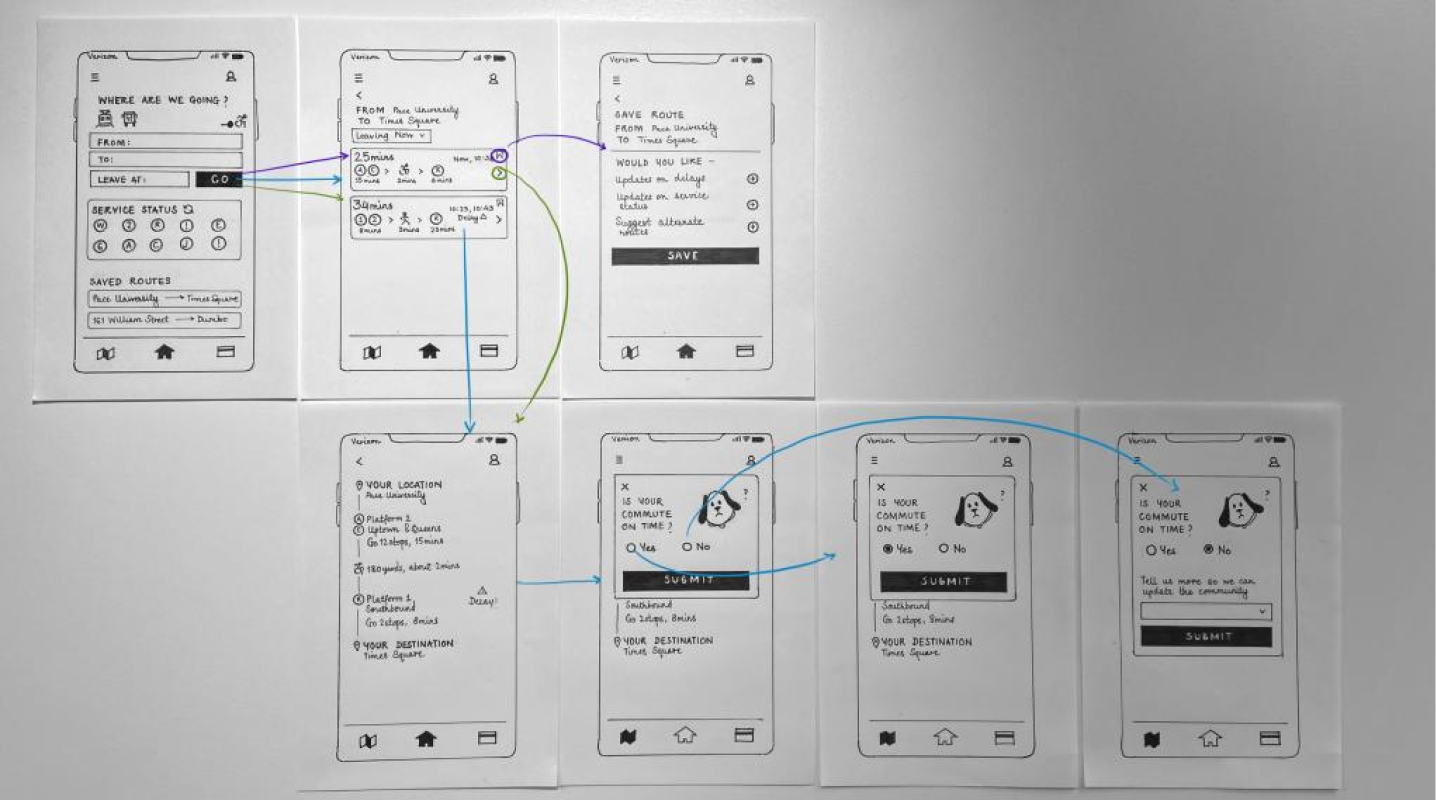 Verizon
WHERE ARE WE GOING?
FROM:
TO:
LEAVE AT:
GO
SERVICE STATUS
W 2 R 1 E
6 A C J
SAVED ROUTES
Pace University Times Square
161 William Street Dumbo
Verizon
<
FROM Pace University
TO Times Square
Leaving Now
25mins
Now,
A C > > R >
15mins 2mins 8mins
34mins
10:23, 10:43
Delay
1 2 > > R >
8mins 3mins 23mins
Verizon
<
SAVE ROUTE
FROM Pace University
TO Times Square
WOULD YOU LIKE -
Updates on delays
Updates on service
status
Suggest alternate
routes
SAVE
Verizon
<
YOUR LOCATION
Pace University
A Platform 2
C Uptown & Queens
Go 12 stops, 15mins
180 yards, about 2mins
R Platform 1,
Southbound
Go 2 stops, 8mins
Delay!
YOUR DESTINATION
Times Square
Verizon
X
?
IS YOUR
COMMUTE
ON TIME?
Yes No
SUBMIT
Southbound
Go 2 stops, 8mins
YOUR DESTINATION
Times Square
Verizon
X
?
IS YOUR
COMMUTE
ON TIME?
Yes No
SUBMIT
Southbound
Go 2 stops, 8mins
YOUR DESTINATION
Times Square
Verizon
X
?
IS YOUR
COMMUTE
ON TIME?
Yes No
Tell us more so we can
update the community
SUBMIT